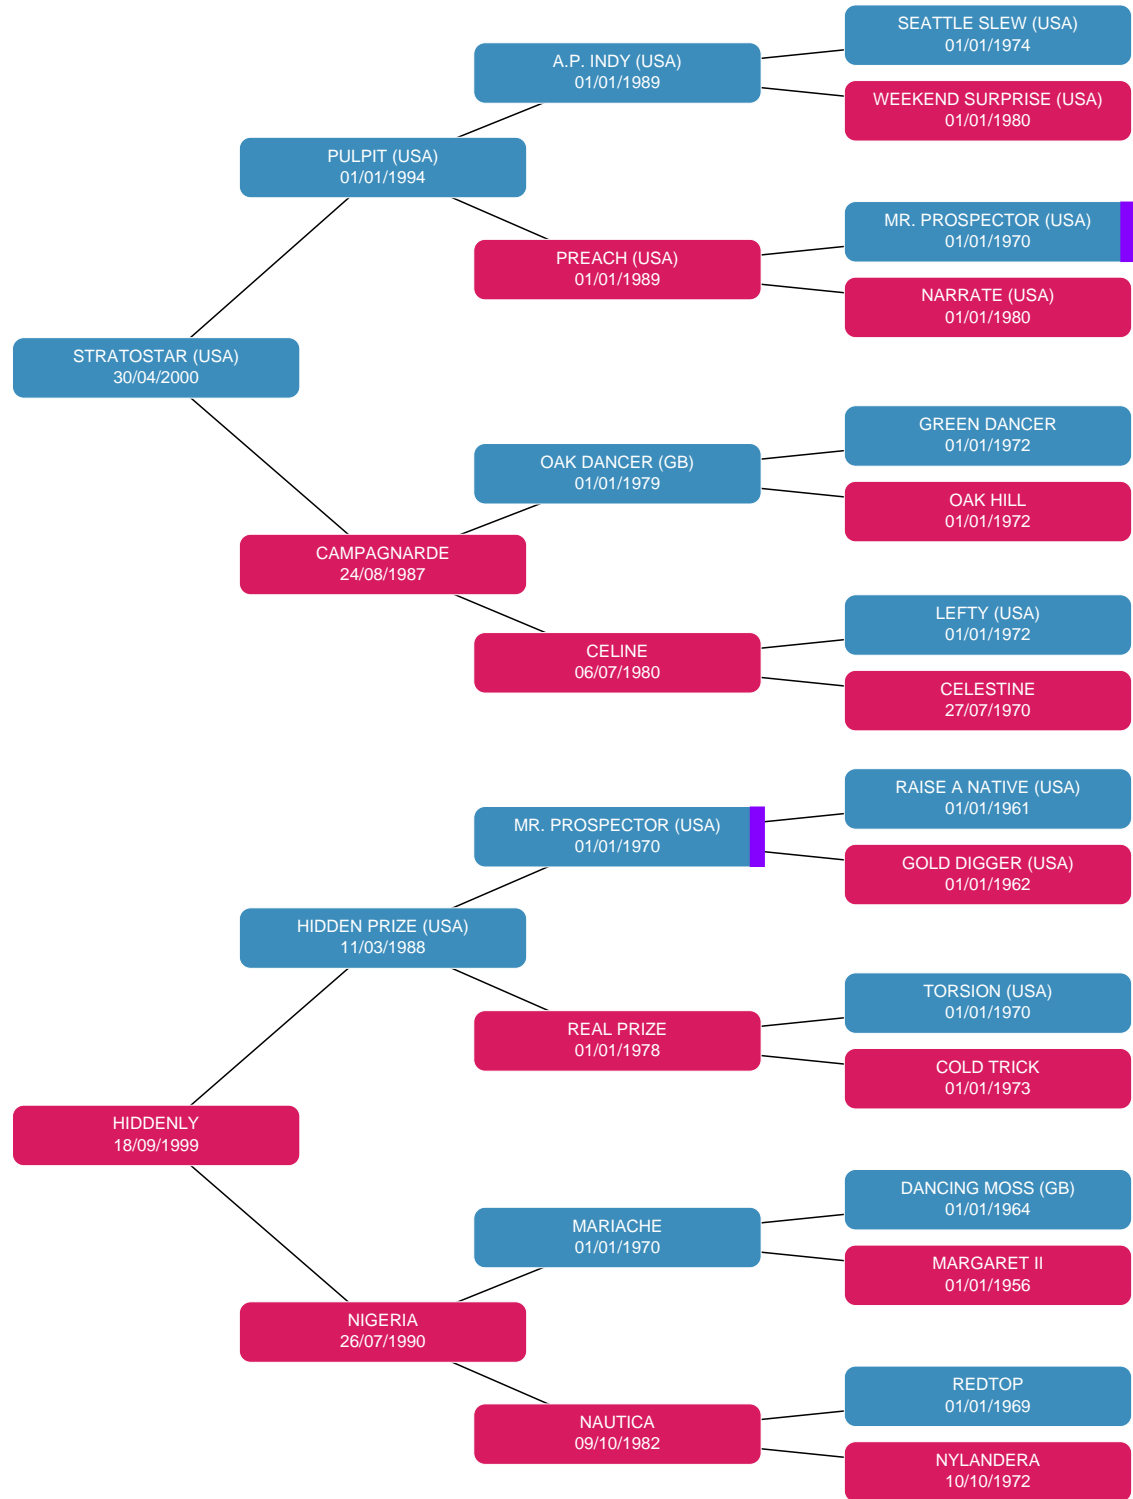 SEATTLE SLEW (USA)
01/01/1974
A.P. INDY (USA)
01/01/1989
WEEKEND SURPRISE (USA)
01/01/1980
PULPIT (USA)
01/01/1994
MR. PROSPECTOR (USA)
01/01/1970
PREACH (USA)
01/01/1989
NARRATE (USA)
01/01/1980
STRATOSTAR (USA)
30/04/2000
GREEN DANCER
01/01/1972
OAK DANCER (GB)
01/01/1979
OAK HILL
01/01/1972
CAMPAGNARDE
24/08/1987
LEFTY (USA)
01/01/1972
CELINE
06/07/1980
CELESTINE
27/07/1970
RAISE A NATIVE (USA)
01/01/1961
MR. PROSPECTOR (USA)
01/01/1970
GOLD DIGGER (USA)
01/01/1962
HIDDEN PRIZE (USA)
11/03/1988
TORSION (USA)
01/01/1970
REAL PRIZE
01/01/1978
COLD TRICK
01/01/1973
HIDDENLY
18/09/1999
DANCING MOSS (GB)
01/01/1964
MARIACHE
01/01/1970
MARGARET II
01/01/1956
NIGERIA
26/07/1990
REDTOP
01/01/1969
NAUTICA
09/10/1982
NYLANDERA
10/10/1972